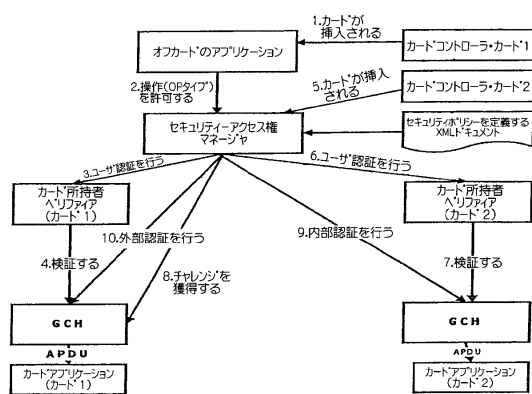 1.カードが
挿入される
オフカードのアプリケーション
カードコントローラ・カード1
2.操作(OPタイプ)
を許可する
5.カードが挿入
される
カードコントローラ・カード2
セキュリティーアクセス権
マネージャ
セキュリティポリシーを定義する
XMLドキュメント
3.ユーザ認証を行う
6.ユーザ認証を行う
カード所持者
ベリファイア
(カード1)
カード所持者
ベリファイア
(カード2)
10.外部認証を行う
9.内部認証を行う
4.検証する
7.検証する
8.チャレンジを
獲得する
GCH
GCH
APDU
APDU
カードアプリケーション
(カード1)
カードアプリケーション
(カード2)